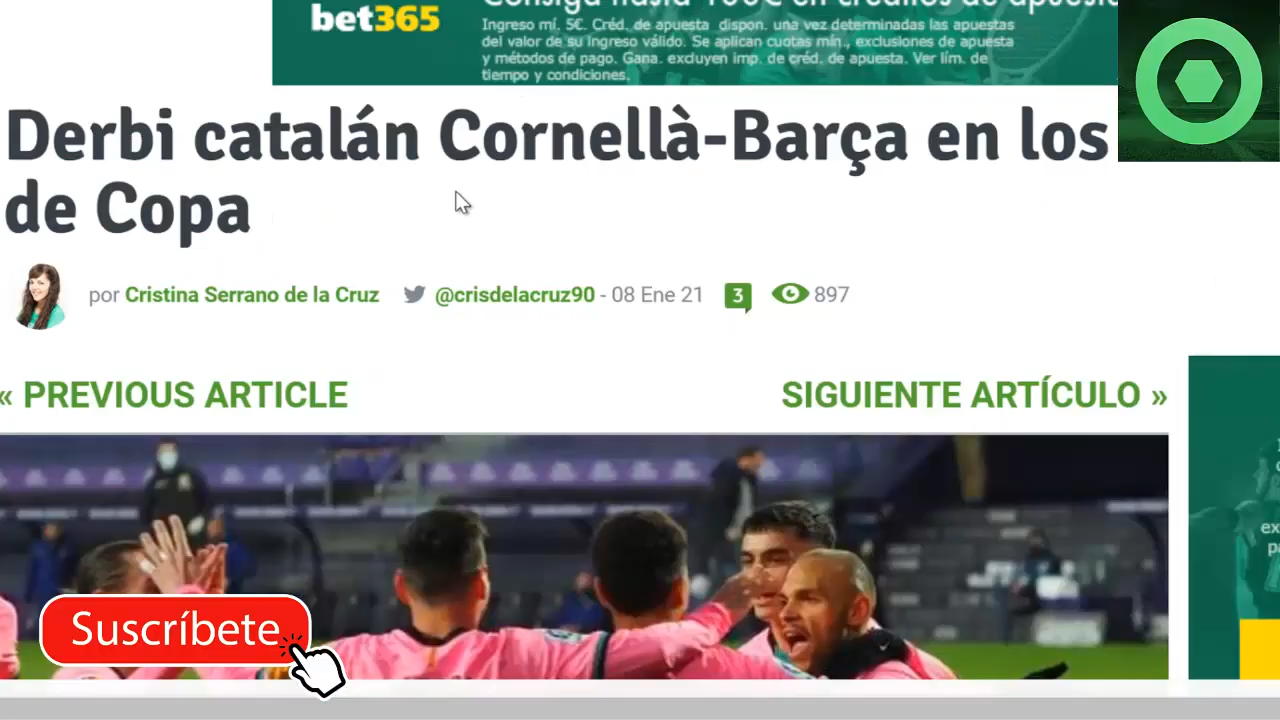 bet365
Consiga hasta 100€ en créditos de apuesta
Ingreso mí. 5€. Créd. de apuesta dispon. una vez determinadas las apuestas
del valor de su ingreso válido. Se aplican cuotas mín., exclusiones de apuesta
y métodos de pago. Gana. excluyen imp. de créd. de apuesta. Ver lím. de
tiempo y condiciones.
Derbi catalán Cornellà-Barça en los
de Copa
por Cristina Serrano de la Cruz @crisdelacruz90 - 08 Ene 21 3 897
« PREVIOUS ARTICLE SIGUIENTE ARTÍCULO »
Suscríbete